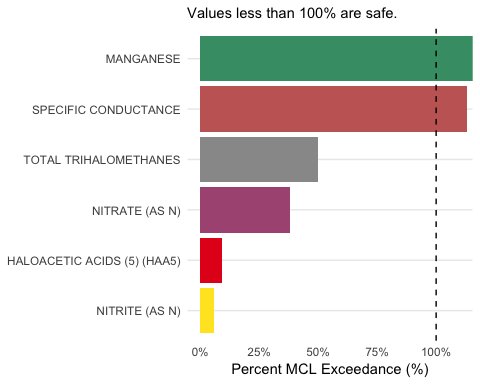 Values less than 100% are safe.
MANGANESE
SPECIFIC CONDUCTANCE
TOTAL TRIHALOMETHANES
NITRATE (AS N)
HALOACETIC ACIDS (5) (HAA5)
NITRITE (AS N)
0% 25% 50% 75% 100%
Percent MCL Exceedance (%)